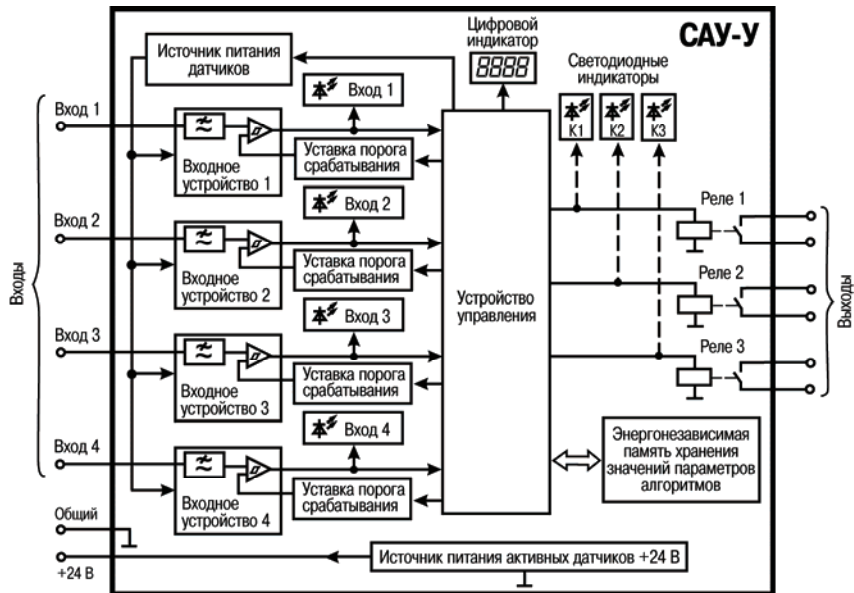 САУ-У
Цифровой
индикатор
8888
Источник питания
датчиков
Светодиодные
индикаторы
К1
К2
К3
Входы
Вход 1
Входное
устройство 1
Вход 1
Уставка порога
срабатывания
Вход 2
Входное
устройство 2
Вход 2
Уставка порога
срабатывания
Вход 3
Входное
устройство 3
Вход 3
Уставка порога
срабатывания
Вход 4
Входное
устройство 4
Вход 4
Уставка порога
срабатывания
Устройство
управления
Реле 1
Реле 2
Реле 3
Выходы
Энергонезависимая
память хранения
значений параметров
алгоритмов
Общий
+24 В
Источник питания активных датчиков +24 В